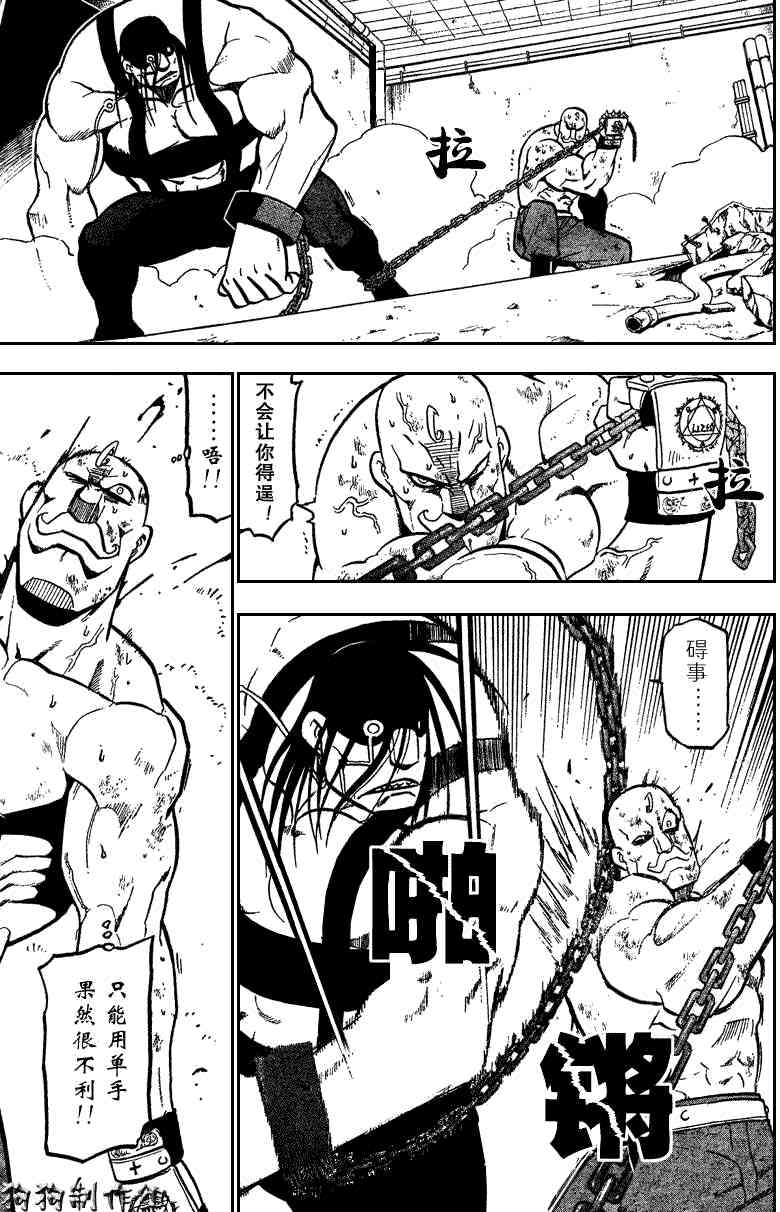 拉
不会让你得逞！
拉
碍事……
啪
锵
……唔！！
只能用单手
果然很不利！！
狗狗制作组